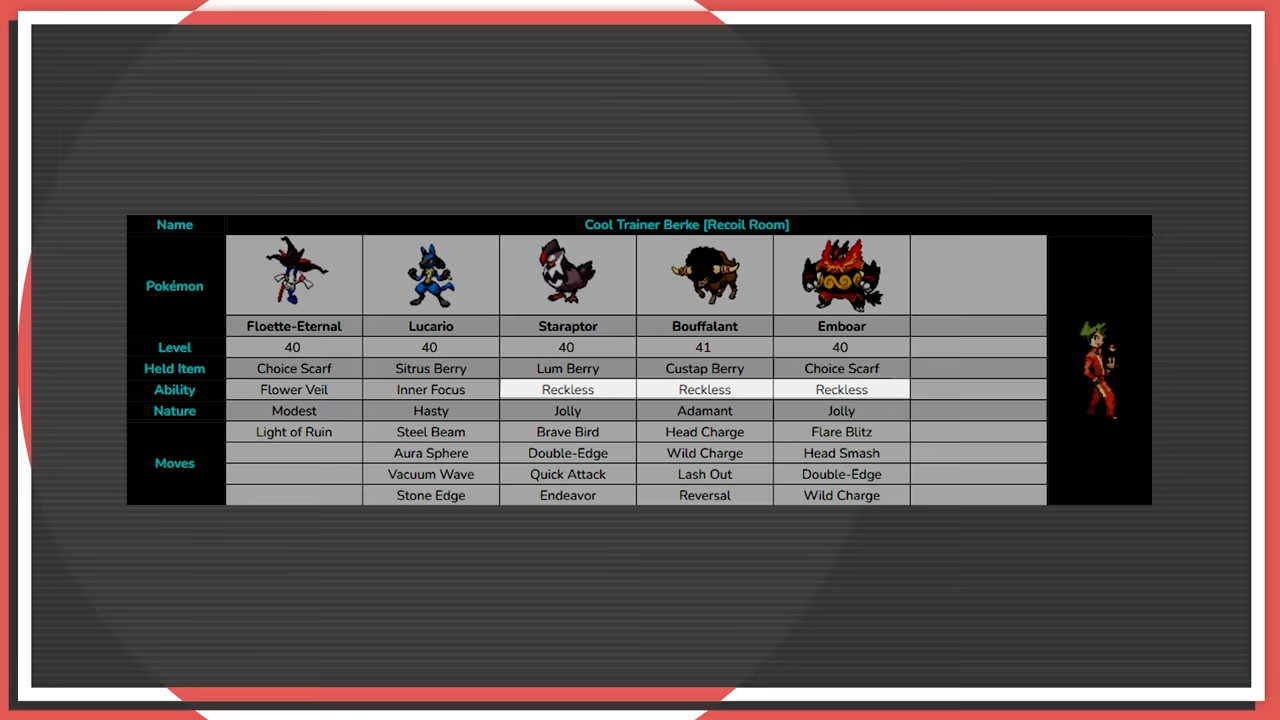 Name Cool Trainer Berke [Recoil Room]
Pokémon
Floette-Eternal Lucario Staraptor Bouffalant Emboar
Level 40 40 40 41 40
Held Item Choice Scarf Sitrus Berry Lum Berry Custap Berry Choice Scarf
Ability Flower Veil Inner Focus Reckless Reckless Reckless
Nature Modest Hasty Jolly Adamant Jolly
Moves
Light of Ruin Steel Beam Brave Bird Head Charge Flare Blitz
Aura Sphere Double-Edge Wild Charge Head Smash
Vacuum Wave Quick Attack Lash Out Double-Edge
Stone Edge Endeavor Reversal Wild Charge